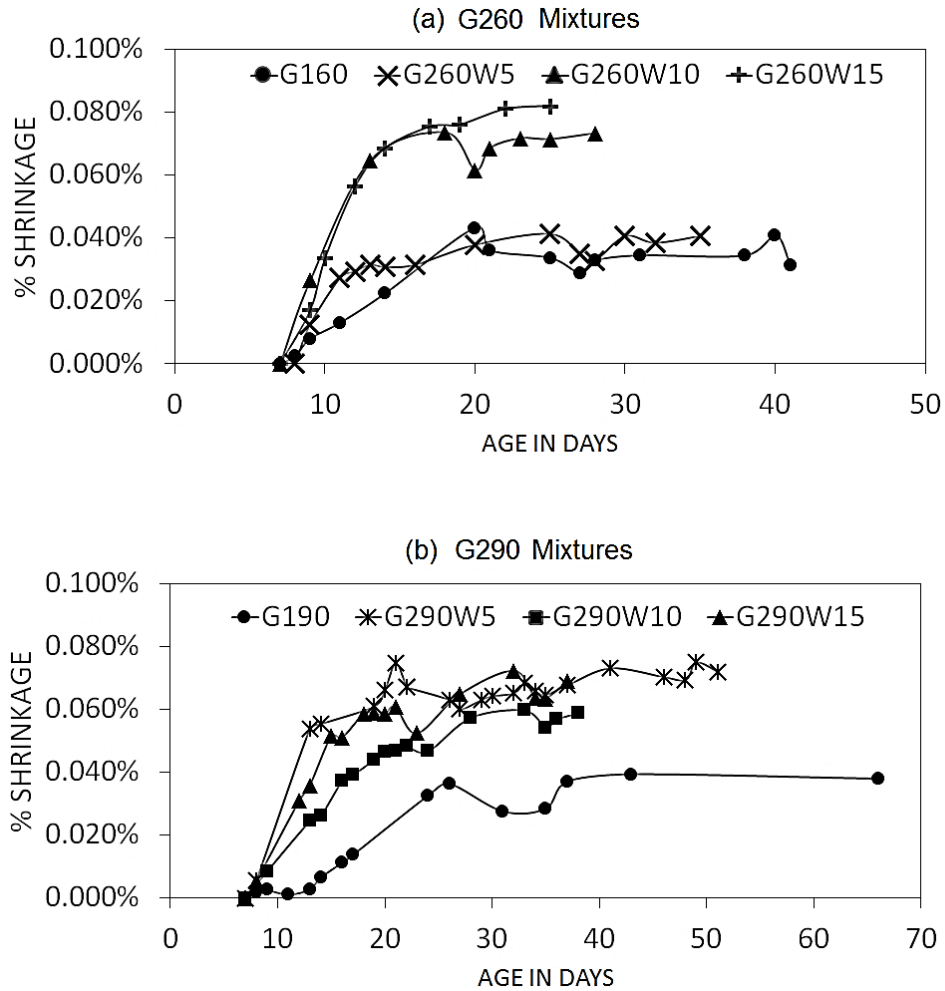 (a) G260 Mixtures
0.100%
G160 G260W5 G260W10 G260W15
0.080%
0.060%
0.040%
0.020%
0.000%
% SHRINKAGE
0 10 20 30 40 50
AGE IN DAYS
(b) G290 Mixtures
0.100%
G190 G290W5 G290W10 G290W15
0.080%
0.060%
0.040%
0.020%
0.000%
% SHRINKAGE
0 10 20 30 40 50 60 70
AGE IN DAYS